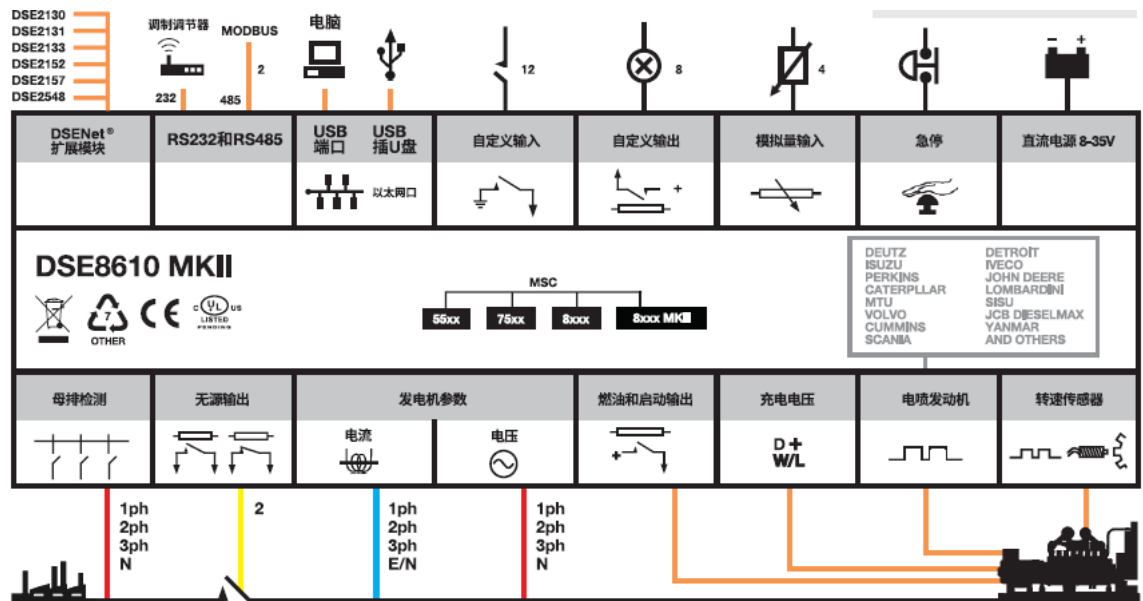 DSE2130
DSE2131
DSE2133
DSE2152
DSE2157
DSE2548
调制调节器
MODBUS
2
232
485
电脑
12
8
4
- +
DSENet®
扩展模块
RS232和RS485
USB
端口
USB
插U盘
自定义输入
自定义输出
模拟量输入
急停
直流电源 8-35V
以太网口
+
DSE8610 MKII
7
OTHER
CE
C UL US
LISTED
PENDING
MSC
55xx
75xx
8xxx
8xxx MKII
DEUTZ
ISUZU
PERKINS
CATERPLLAR
MTU
VOLVO
CUMMINS
SCANIA
DETROIT
IVECO
JOHN DEERE
LOMBARDINI
SISU
JCB DIESELMAX
YANMAR
AND OTHERS
母排检测
无源输出
发电机参数
燃油和启动输出
充电电压
电喷发动机
转速传感器
电流
电压
+
D+
W/L
1ph
2ph
3ph
N
2
1ph
2ph
3ph
E/N
1ph
2ph
3ph
N